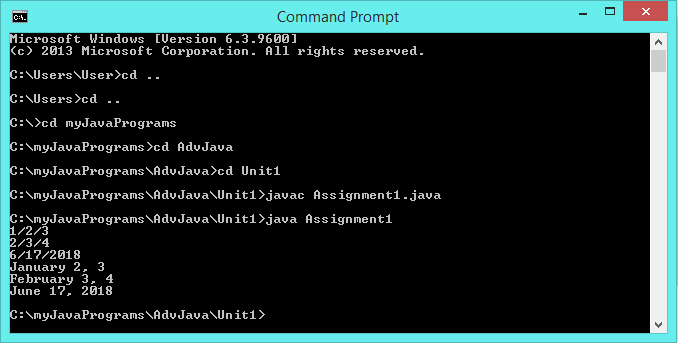 Command Prompt
Microsoft Windows [Version 6.3.9600]
(c) 2013 Microsoft Corporation. All rights reserved.
C:\Users\User>cd ..
C:\Users>cd ..
C:\>cd myJavaPrograms
C:\myJavaPrograms>cd AdvJava
C:\myJavaPrograms\AdvJava>cd Unit1
C:\myJavaPrograms\AdvJava\Unit1>javac Assignment1.java
C:\myJavaPrograms\AdvJava\Unit1>java Assignment1
1/2/3
2/3/4
6/17/2018
January 2, 3
February 3, 4
June 17, 2018
C:\myJavaPrograms\AdvJava\Unit1>